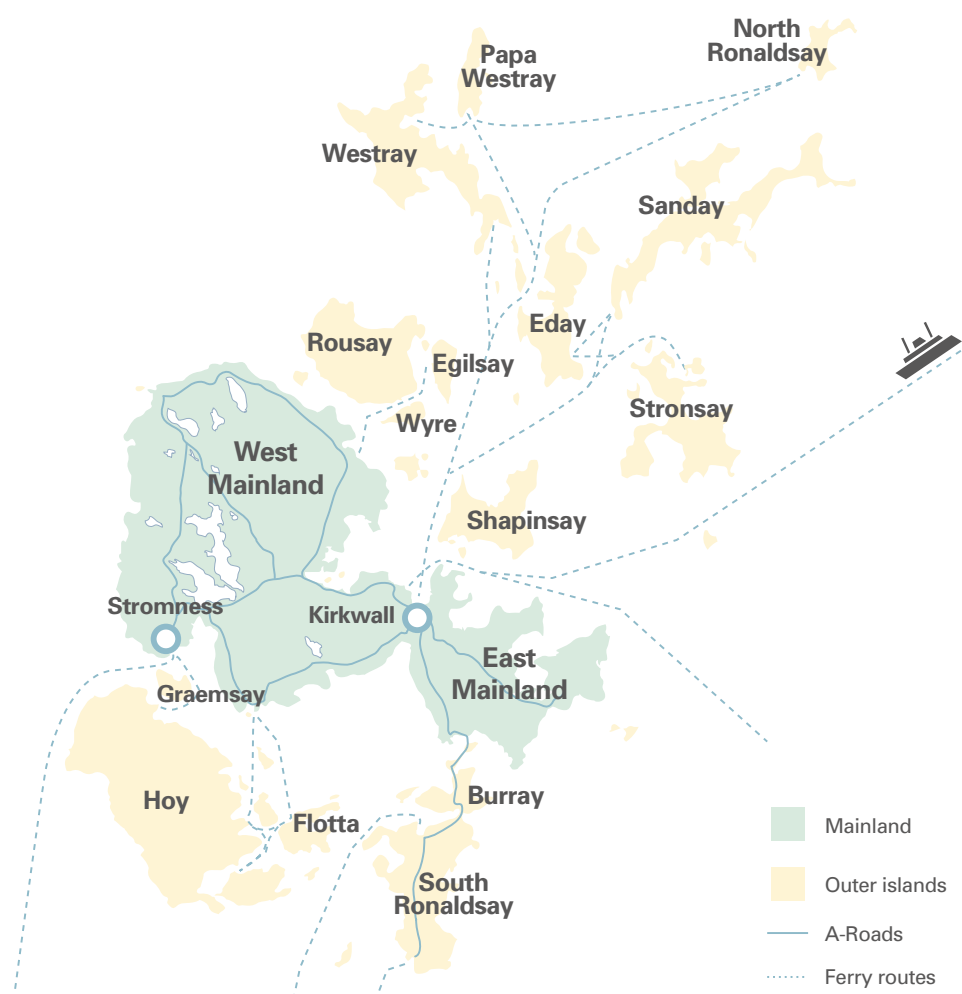 North
Ronaldsay
Papa
Westray
Westray
Sanday
Eday
Rousay
Egilsay
Stronsay
Wyre
West
Mainland
Shapinsay
Stromness
Kirkwall
East
Mainland
Graemsay
Hoy
Burray
Flotta
South
Ronaldsay
Mainland
Outer islands
A-Roads
Ferry routes